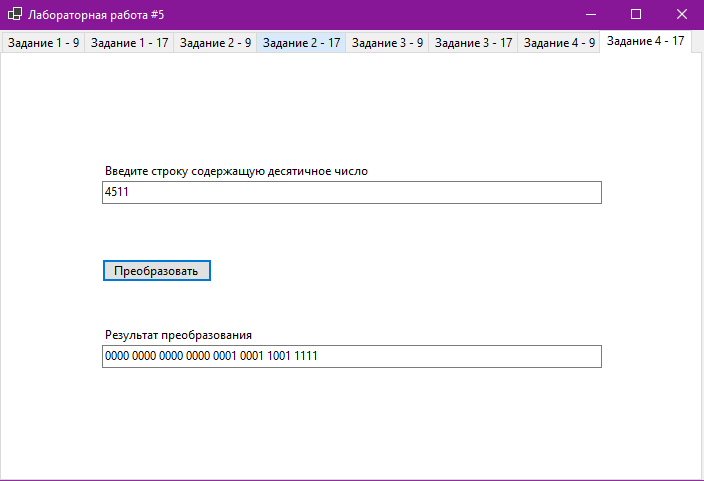 Лабораторная работа #5
Задание 1 - 9 Задание 1 - 17 Задание 2 - 9 Задание 2 - 17 Задание 3 - 9 Задание 3 - 17 Задание 4 - 9 Задание 4 - 17
Введите строку содержащую десятичное число
4511
Преобразовать
Результат преобразования
0000 0000 0000 0000 0001 0001 1001 1111